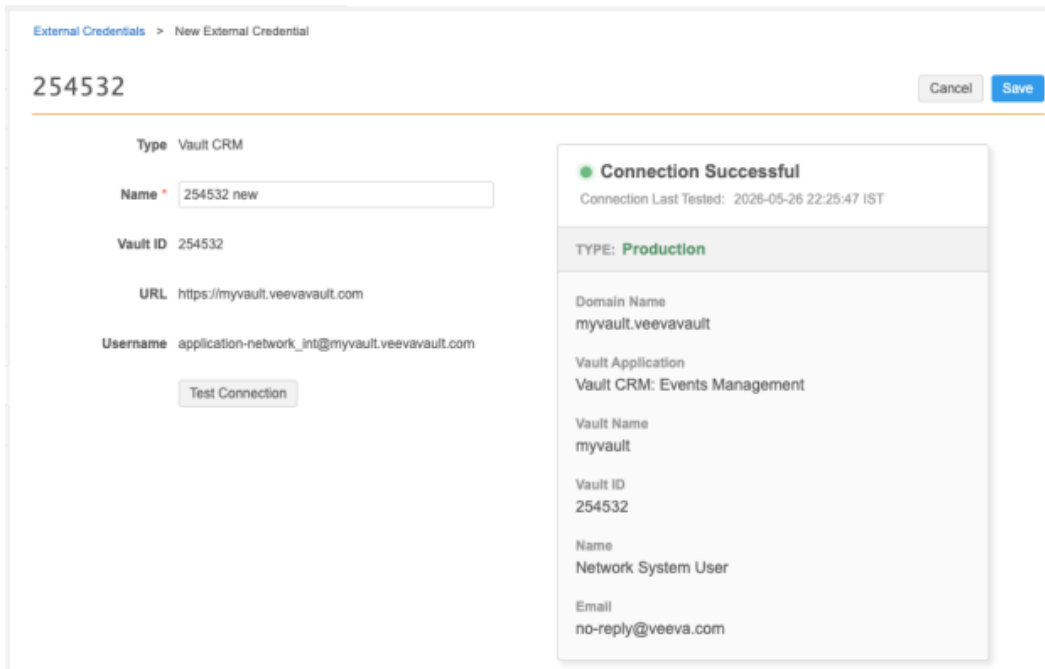 External Credentials > New External Credential
254532
Cancel Save
Type Vault CRM
Name * 254532 new
Vault ID 254532
URL https://myvault.veevavault.com
Username application-network_int@myvault.veevavault.com
Test Connection
Connection Successful
Connection Last Tested: 2026-05-26 22:25:47 IST
TYPE: Production
Domain Name
myvault.veevavault
Vault Application
Vault CRM: Events Management
Vault Name
myvault
Vault ID
254532
Name
Network System User
Email
no-reply@veeva.com